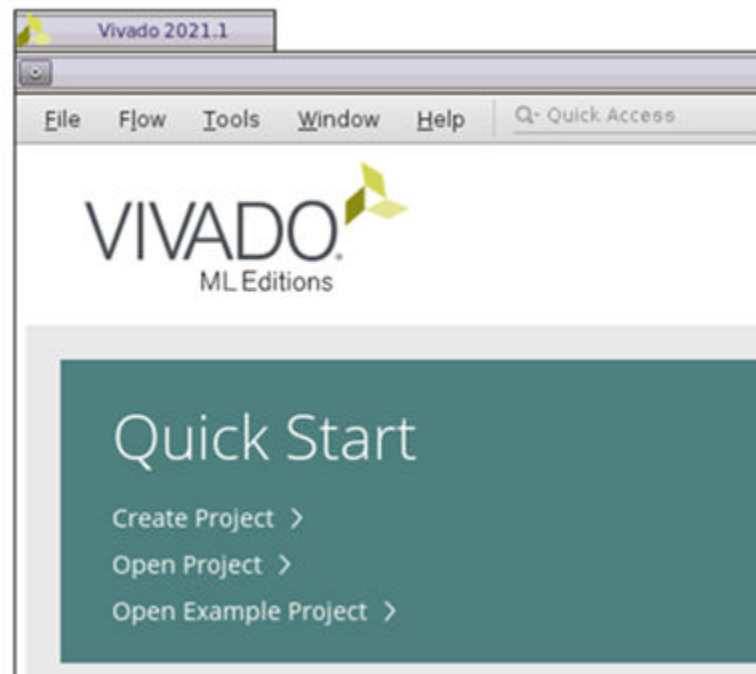 Vivado 2021.1
File Flow Tools Window Help Quick Access
VIVADO.
ML Editions
Quick Start
Create Project >
Open Project >
Open Example Project >